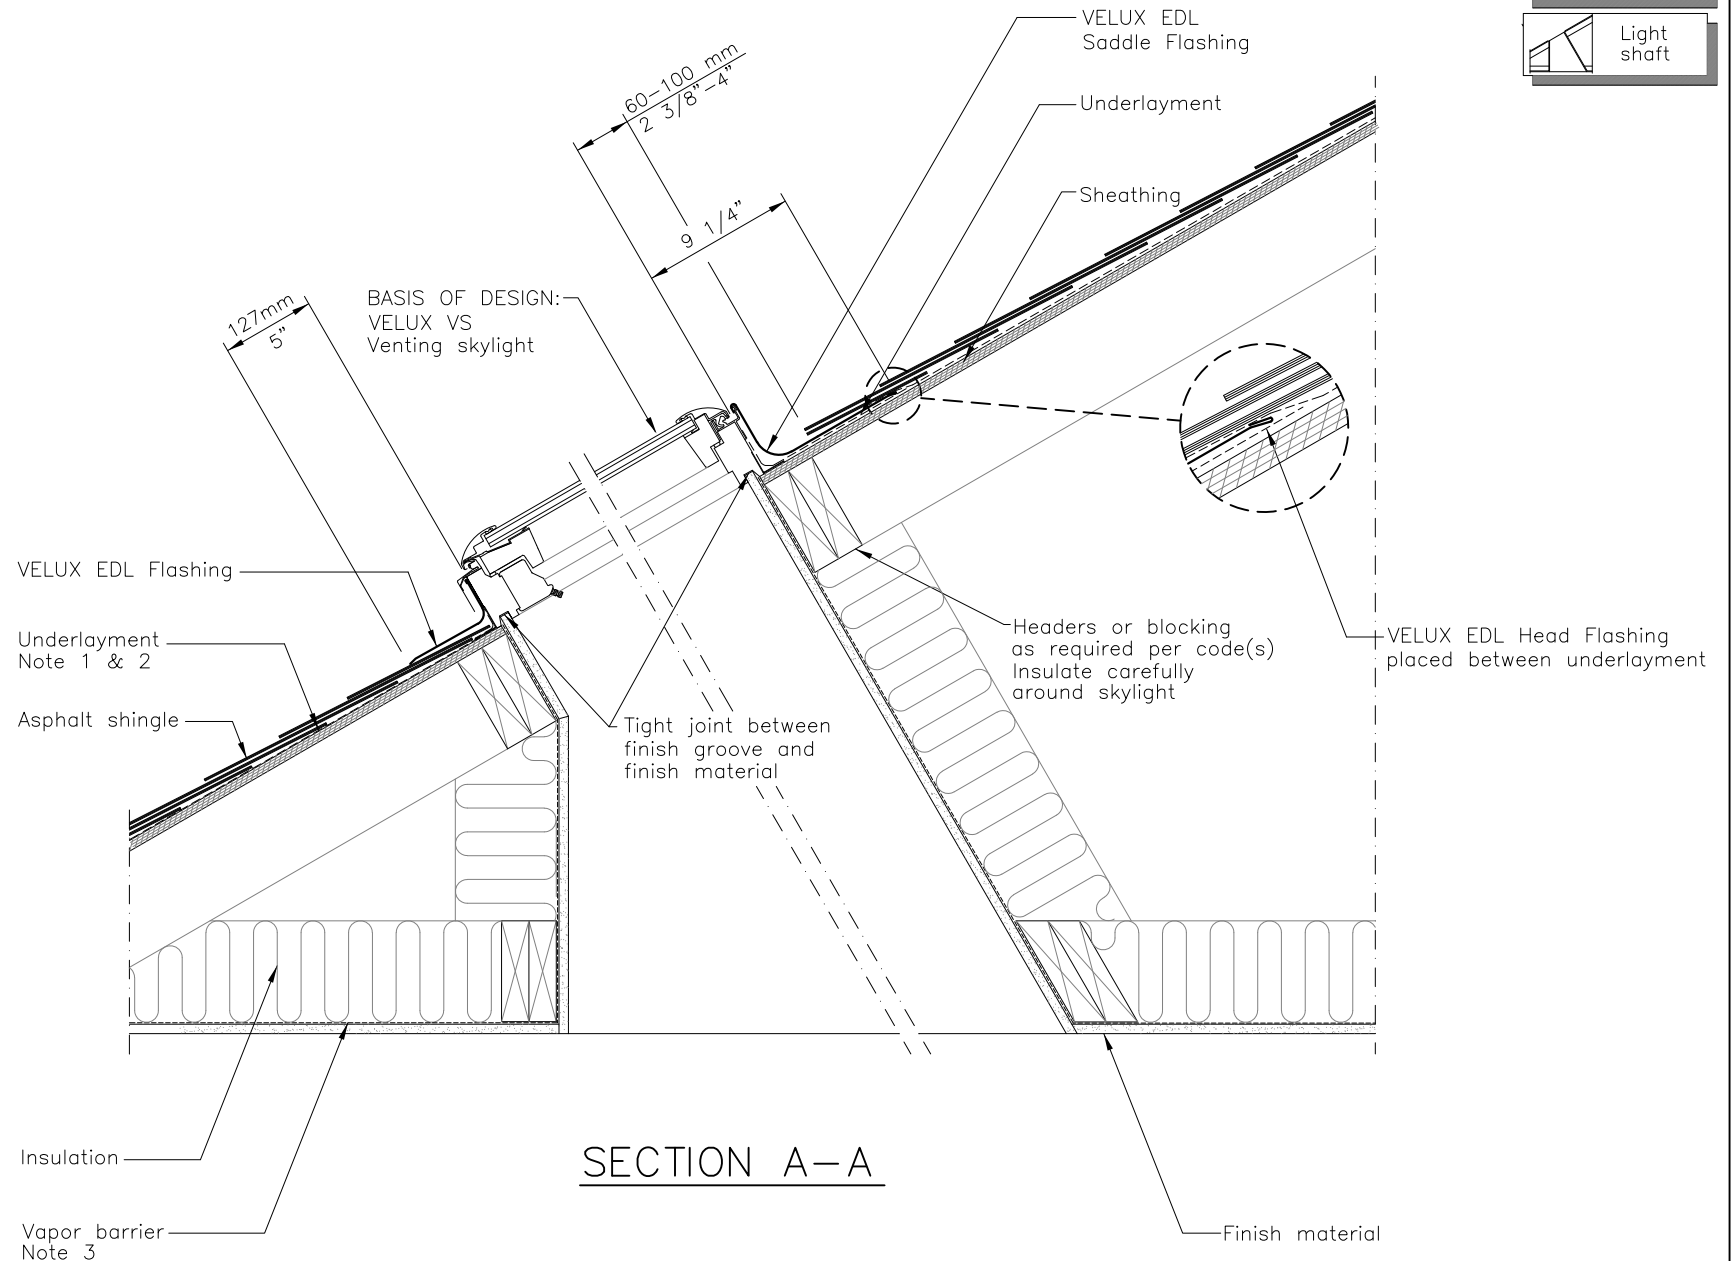 VELUX EDL
Saddle Flashing
Light
shaft
60-100 mm
2 3/8"-4"
Underlayment
Sheathing
9 1/4"
BASIS OF DESIGN:
VELUX VS
Venting skylight
127mm
5"
VELUX EDL Flashing
Underlayment
Note 1 & 2
Asphalt shingle
Headers or blocking
as required per code(s)
Insulate carefully
around skylight
VELUX EDL Head Flashing
placed between underlayment
Tight joint between
finish groove and
finish material
Insulation
SECTION A-A
Vapor barrier
Note 3
Finish material